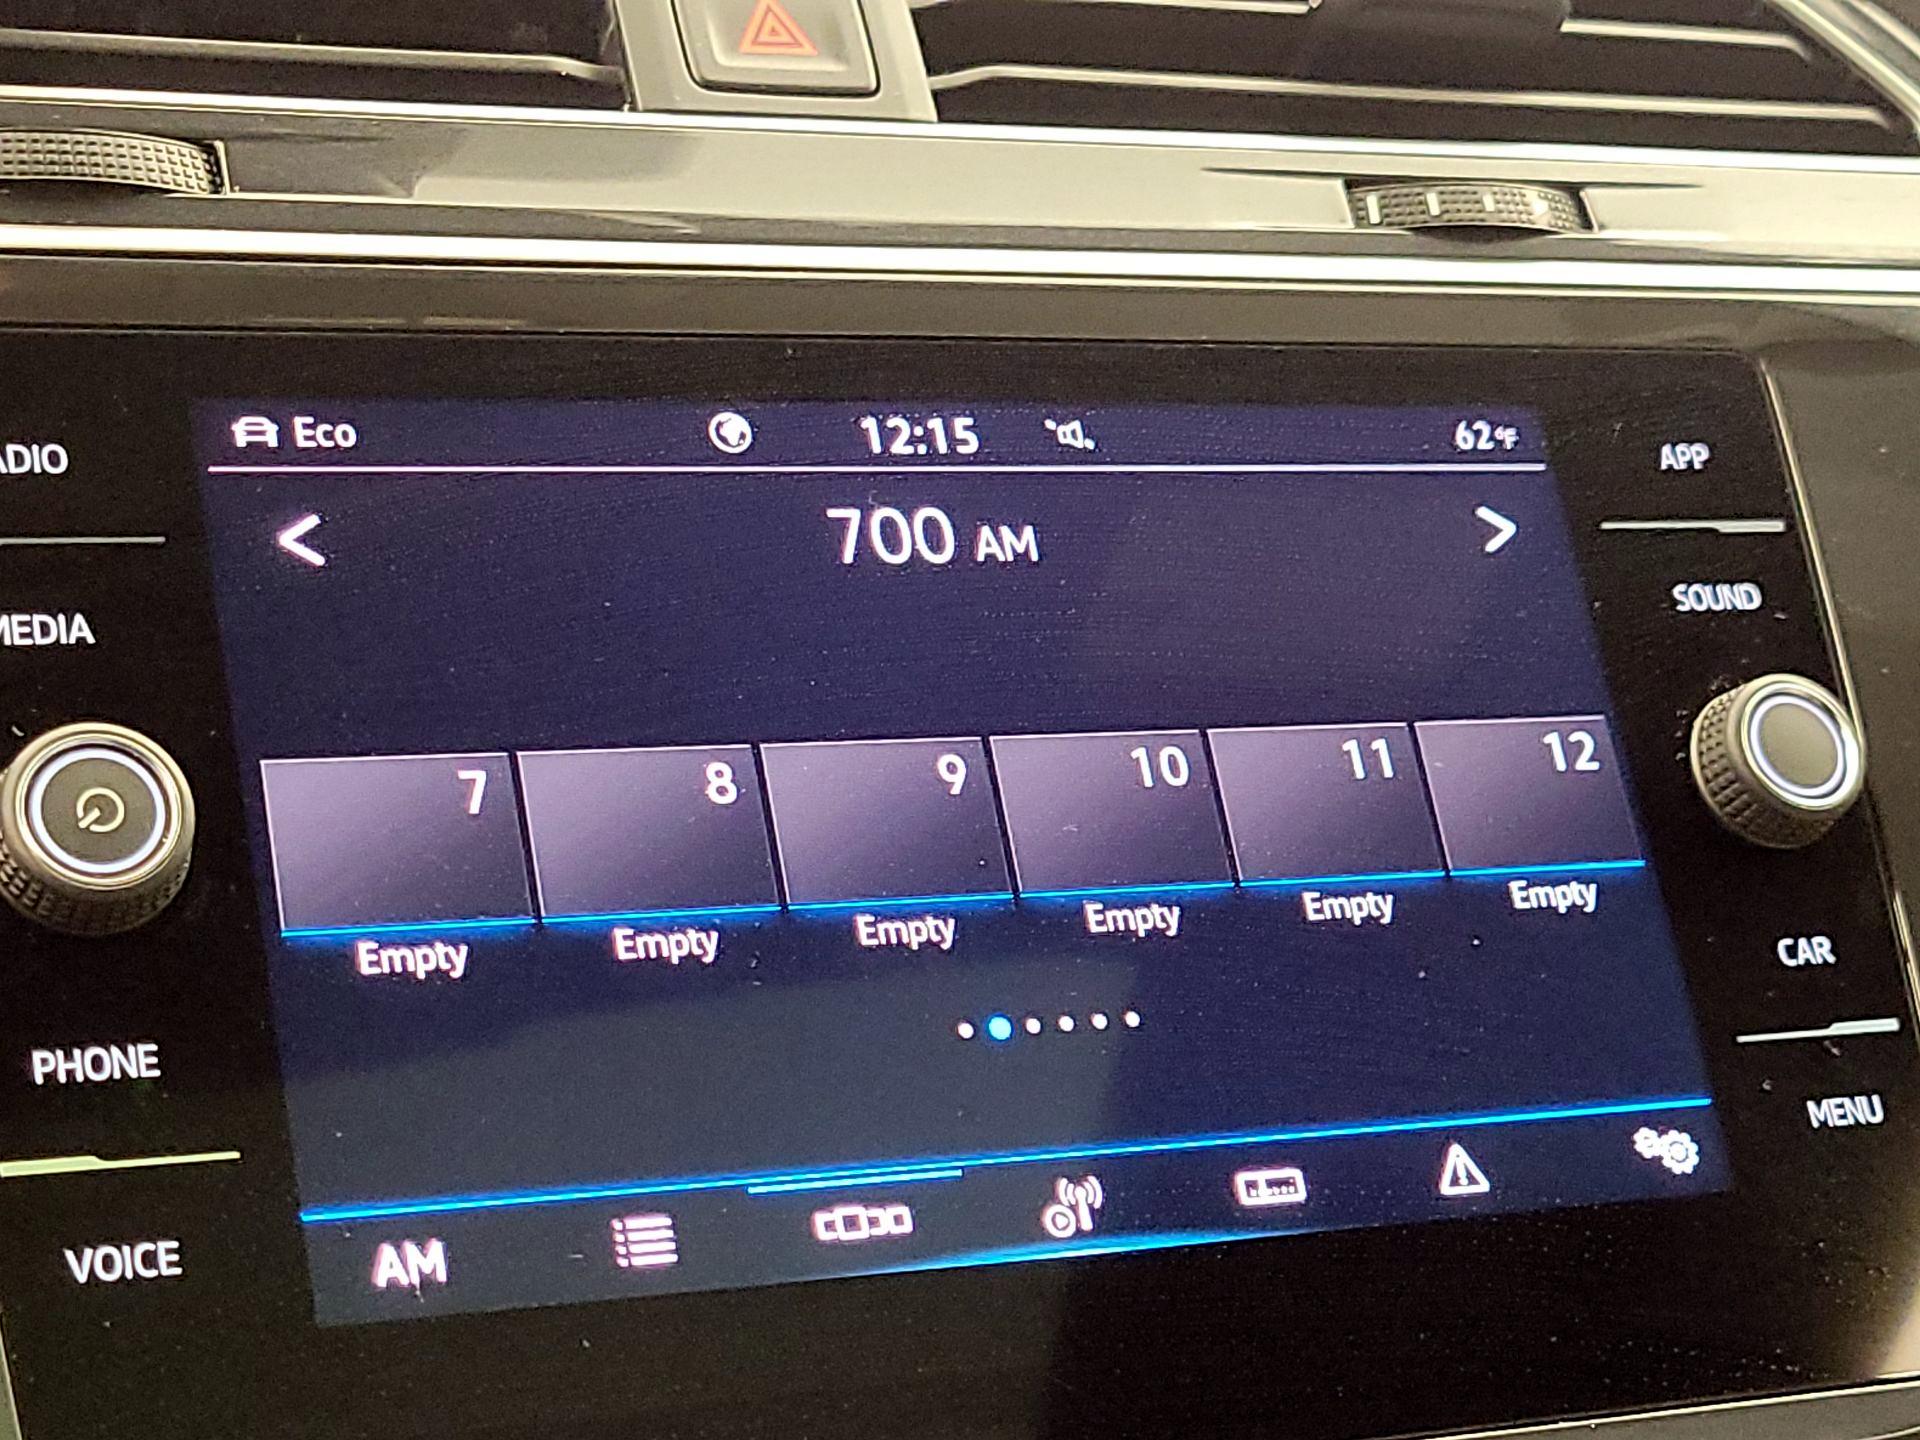 Eco 12:15 62°F
700 AM
7 8 9 10 11 12
Empty Empty Empty Empty Empty Empty
AM
ADIO
MEDIA
PHONE
VOICE
APP
SOUND
CAR
MENU